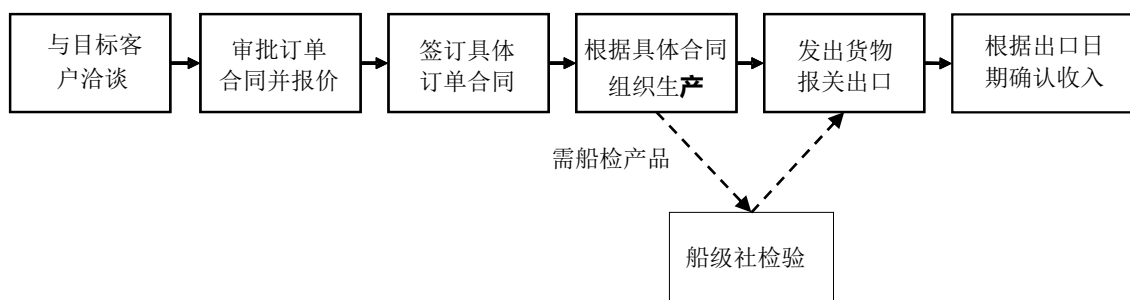 与目标客
户洽谈
审批订单
合同并报价
签订具体
订单合同
根据具体合同
组织生产
发出货物
报关出口
根据出口日
期确认收入
需船检产品
船级社检验